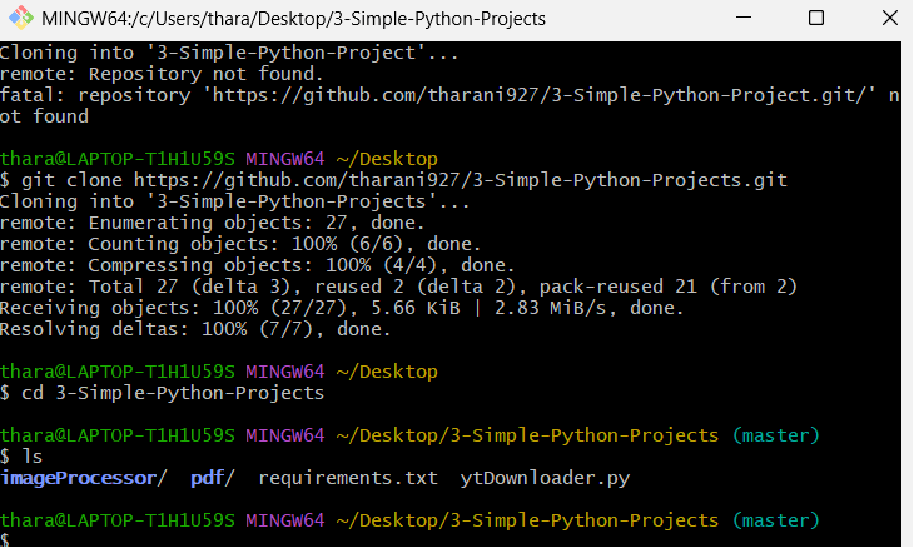 MINGW64:/c/Users/thara/Desktop/3-Simple-Python-Projects
Cloning into '3-Simple-Python-Project'...
remote: Repository not found.
fatal: repository 'https://github.com/tharani927/3-Simple-Python-Project.git/' n
ot found
thara@LAPTOP-T1H1U59S MINGW64 ~/Desktop
$ git clone https://github.com/tharani927/3-Simple-Python-Projects.git
Cloning into '3-Simple-Python-Projects'...
remote: Enumerating objects: 27, done.
remote: Counting objects: 100% (6/6), done.
remote: Compressing objects: 100% (4/4), done.
remote: Total 27 (delta 3), reused 2 (delta 2), pack-reused 21 (from 2)
Receiving objects: 100% (27/27), 5.66 KiB | 2.83 MiB/s, done.
Resolving deltas: 100% (7/7), done.
thara@LAPTOP-T1H1U59S MINGW64 ~/Desktop
$ cd 3-Simple-Python-Projects
thara@LAPTOP-T1H1U59S MINGW64 ~/Desktop/3-Simple-Python-Projects (master)
$ ls
imageProcessor/  pdf/  requirements.txt  ytDownloader.py
thara@LAPTOP-T1H1U59S MINGW64 ~/Desktop/3-Simple-Python-Projects (master)
$